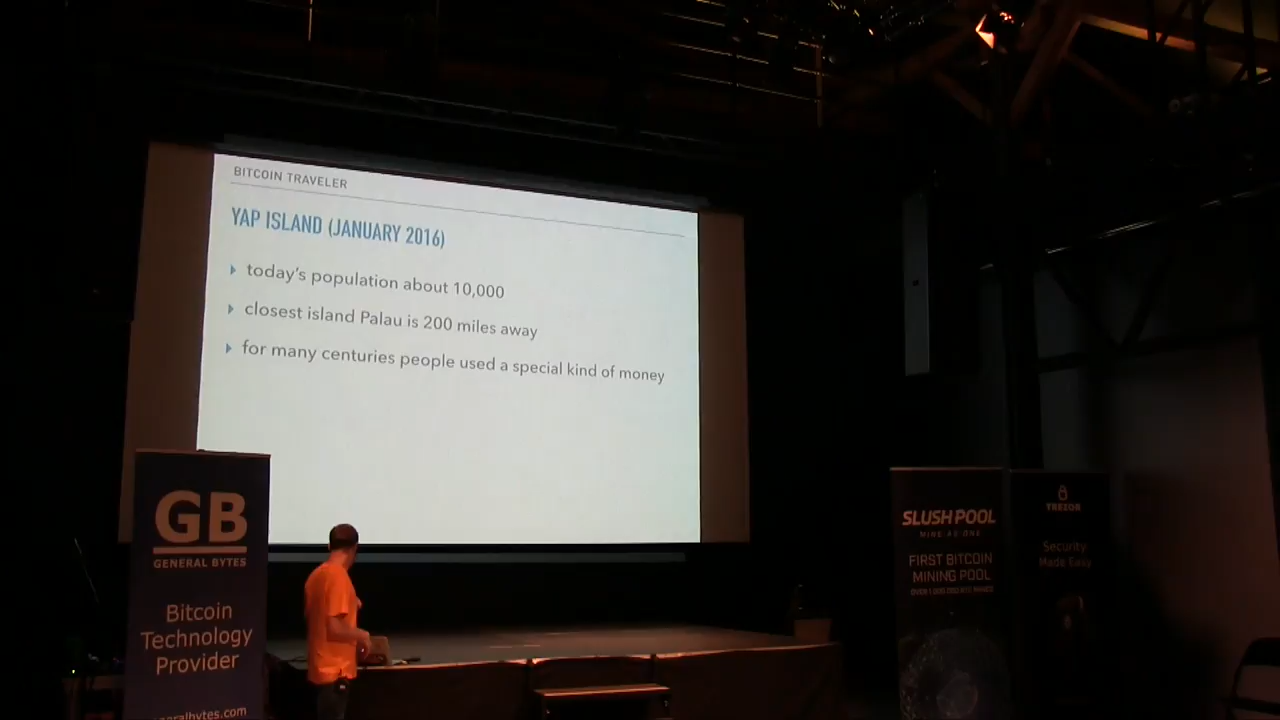 BITCOIN TRAVELER
YAP ISLAND (JANUARY 2016)
today's population about 10,000
closest island Palau is 200 miles away
for many centuries people used a special kind of money
GB
GENERAL BYTES
Bitcoin
Technology
Provider
SLUSH POOL
MINE AS ONE
FIRST BITCOIN
MINING POOL
TREZOR
Security
Made Easy